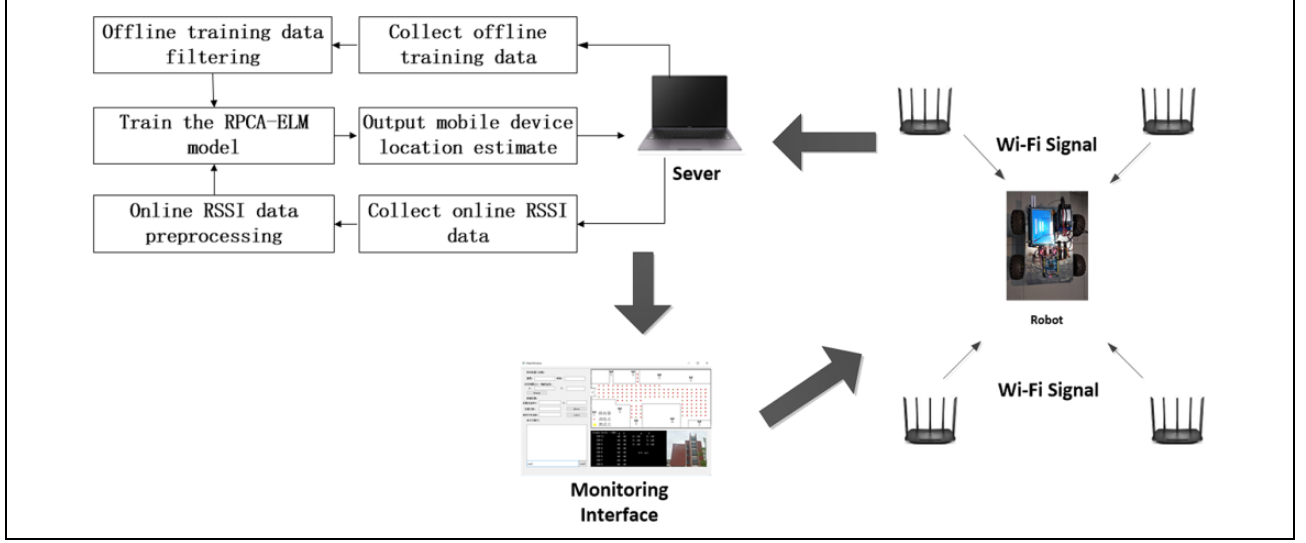 Offline training data
filtering
Collect offline
training data
Train the RPCA-ELM
model
Output mobile device
location estimate
Online RSSI data
preprocessing
Collect online RSSI
data
Sever
Wi-Fi Signal
Robot
Wi-Fi Signal
Monitoring
Interface